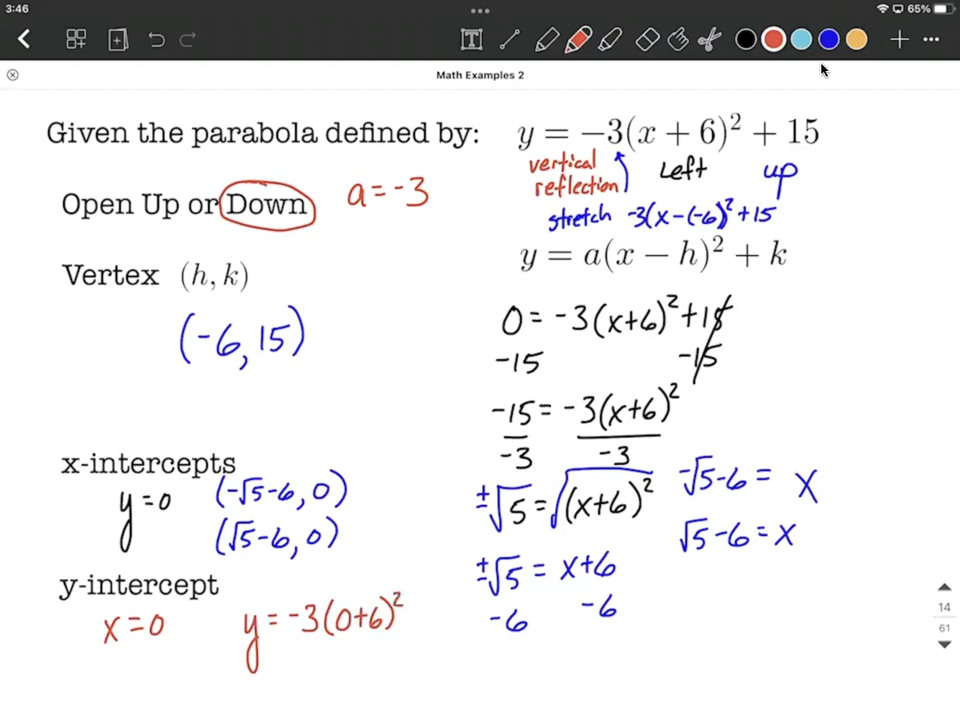 3:46
65%
Math Examples 2
Given the parabola defined by: y = −3(x + 6)² + 15
vertical reflection
Left
up
stretch -3(x-(-6)²+15
Open Up or Down a = -3
y = a(x − h)² + k
Vertex (h, k)
(-6, 15)
0 = -3(x+6)²+15
-15 -15
-15 = -3(x+6)²
-3 -3
±√5 = √(x+6)²
±√5 = x+6
-6 -6
-√5-6 = x
√5-6 = x
x-intercepts
y=0 (-√5-6, 0)
(√5-6, 0)
y-intercept
x=0 y = -3(0+6)²
14
61